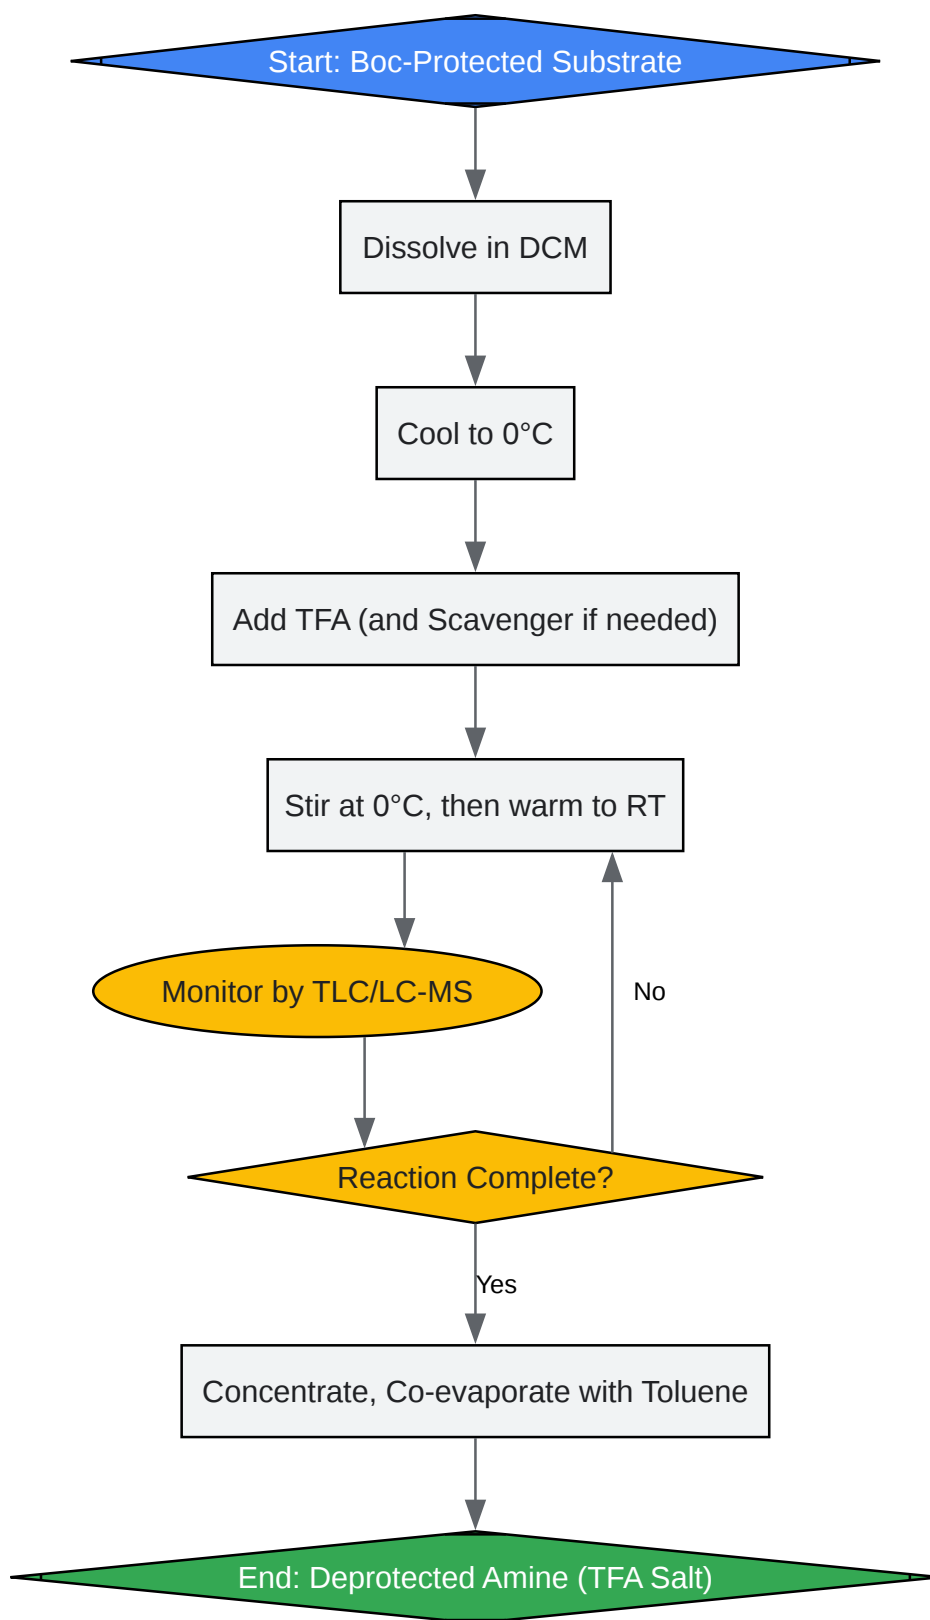 Start: Boc-Protected Substrate
Dissolve in DCM
Cool to 0°C
Add TFA (and Scavenger if needed)
Stir at 0°C, then warm to RT
Monitor by TLC/LC-MS
No
Reaction Complete?
Yes
Concentrate, Co-evaporate with Toluene
End: Deprotected Amine (TFA Salt)